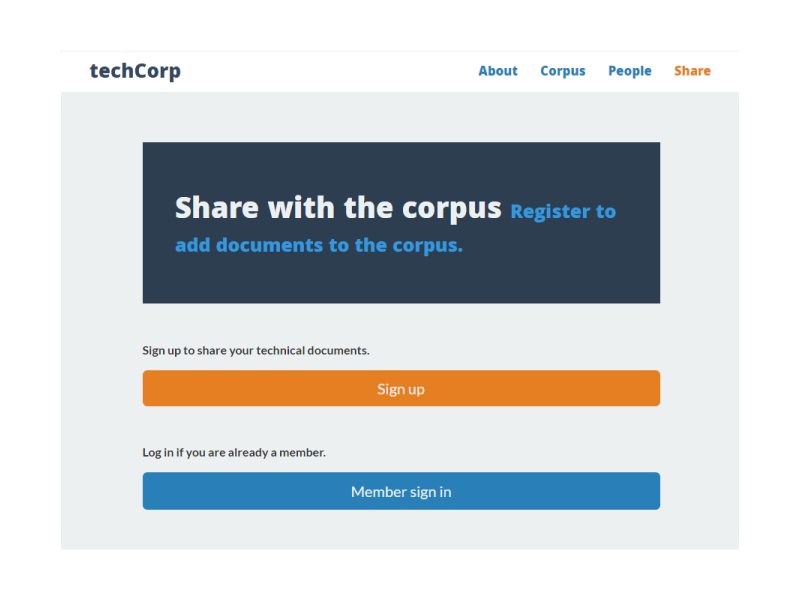 techCorp
About Corpus People Share
Share with the corpus Register to
add documents to the corpus.
Sign up to share your technical documents.
Sign up
Log in if you are already a member.
Member sign in